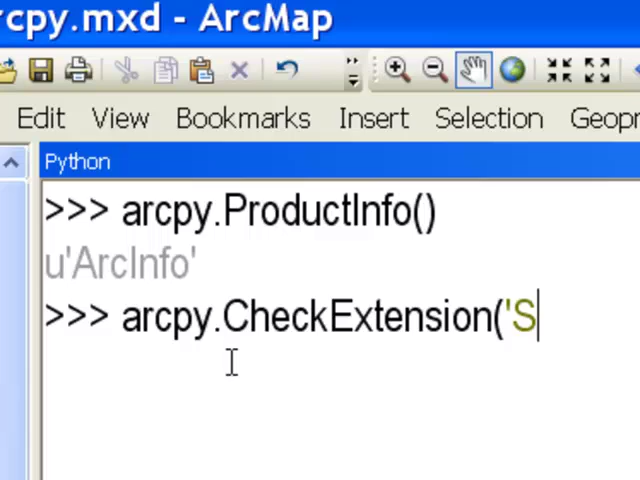 rcpy.mxd - ArcMap
Edit View Bookmarks Insert Selection Geopr
Python
>>> arcpy.ProductInfo()
u'ArcInfo'
>>> arcpy.CheckExtension('S